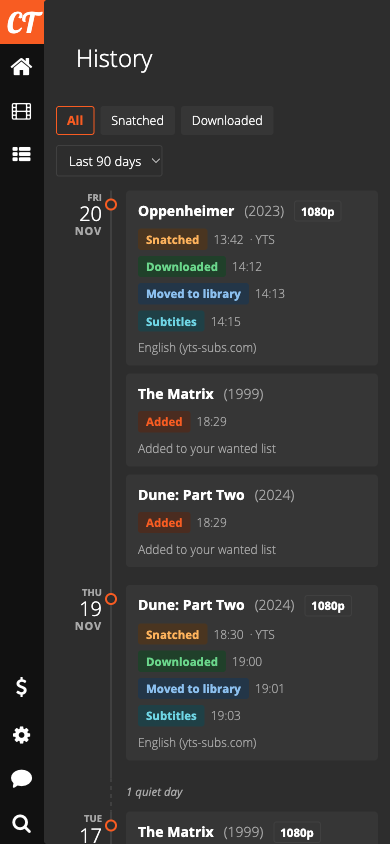 CT
History
All
Snatched
Downloaded
Last 90 days
FRI
20
NOV
Oppenheimer (2023) 1080p
Snatched 13:42 · YTS
Downloaded 14:12
Moved to library 14:13
Subtitles 14:15
English (yts-subs.com)
The Matrix (1999)
Added 18:29
Added to your wanted list
Dune: Part Two (2024)
Added 18:29
Added to your wanted list
THU
19
NOV
Dune: Part Two (2024) 1080p
Snatched 18:30 · YTS
Downloaded 19:00
Moved to library 19:01
Subtitles 19:03
English (yts-subs.com)
1 quiet day
TUE
17
The Matrix (1999) 1080p
$